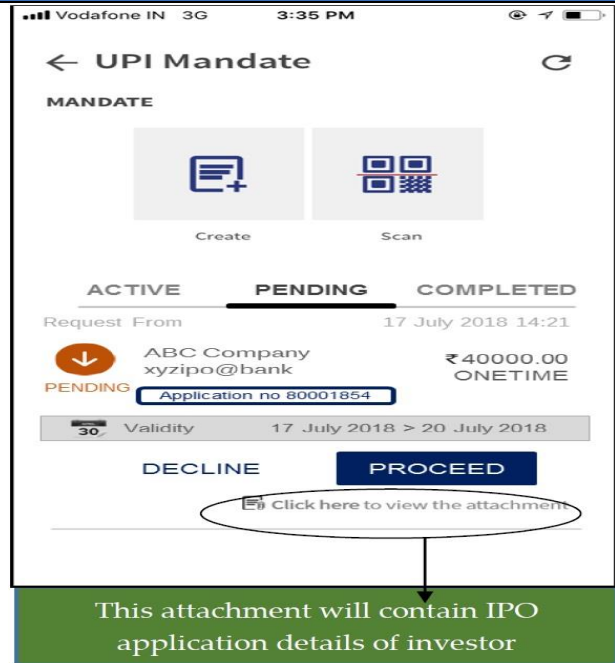 Vodafone IN 3G 3:35 PM
← UPI Mandate
MANDATE
Create Scan
ACTIVE PENDING COMPLETED
Request From 17 July 2018 14:21
ABC Company ₹40000.00
xyzipo@bank ONETIME
PENDING
Application no 80001854
30 Validity 17 July 2018 > 20 July 2018
DECLINE PROCEED
Click here to view the attachment
This attachment will contain IPO
application details of investor